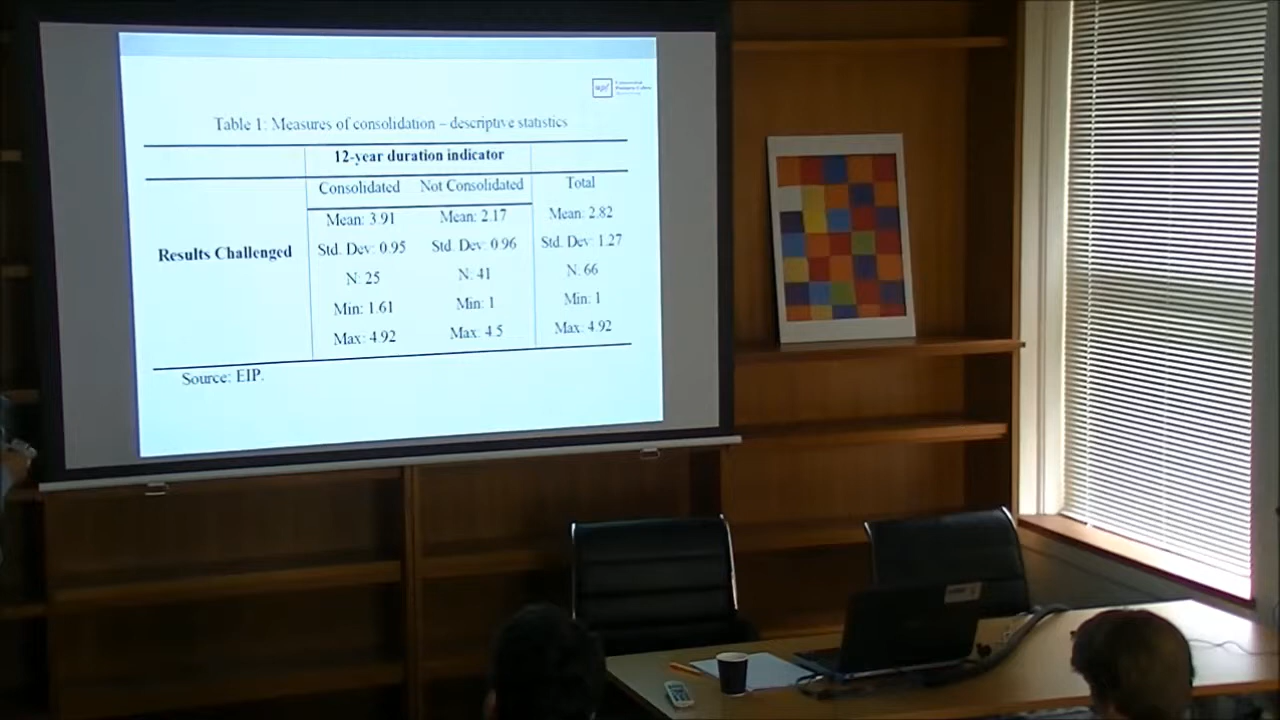 Table 1: Measures of consolidation – descriptive statistics
12-year duration indicator
Consolidated Not Consolidated Total
Mean: 3.91 Mean: 2.17 Mean: 2.82
Results Challenged Std. Dev: 0.95 Std. Dev: 0.96 Std. Dev: 1.27
N: 25 N: 41 N: 66
Min: 1.61 Min: 1 Min: 1
Max: 4.92 Max: 4.5 Max: 4.92
Source: EIP.